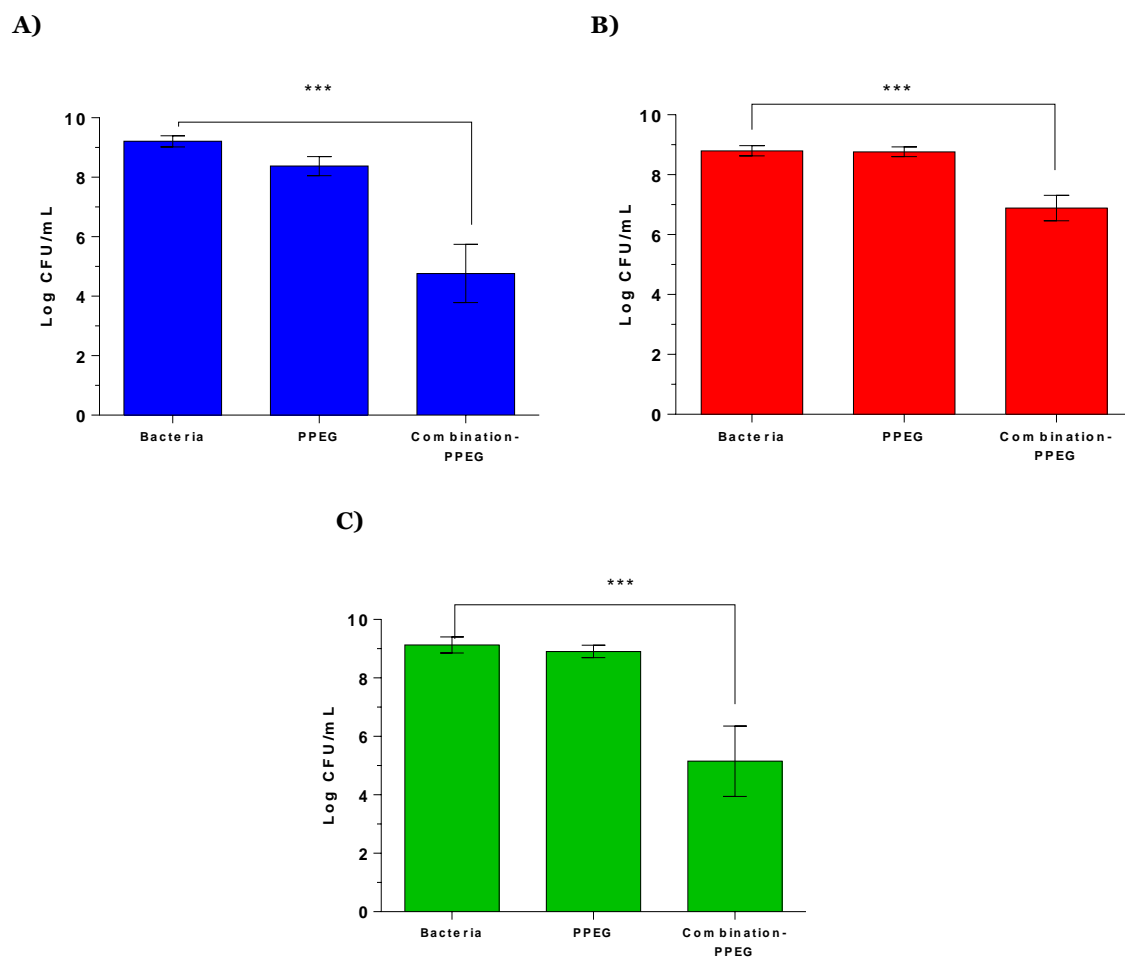 A)
***
10
8
6
4
2
0
Log CFU/mL
Bacteria
PPEG
Combination-
PPEG
B)
***
10
8
6
4
2
0
Log CFU/mL
Bacteria
PPEG
Combination-
PPEG
C)
***
10
8
6
4
2
0
Log CFU/mL
Bacteria
PPEG
Combination-
PPEG